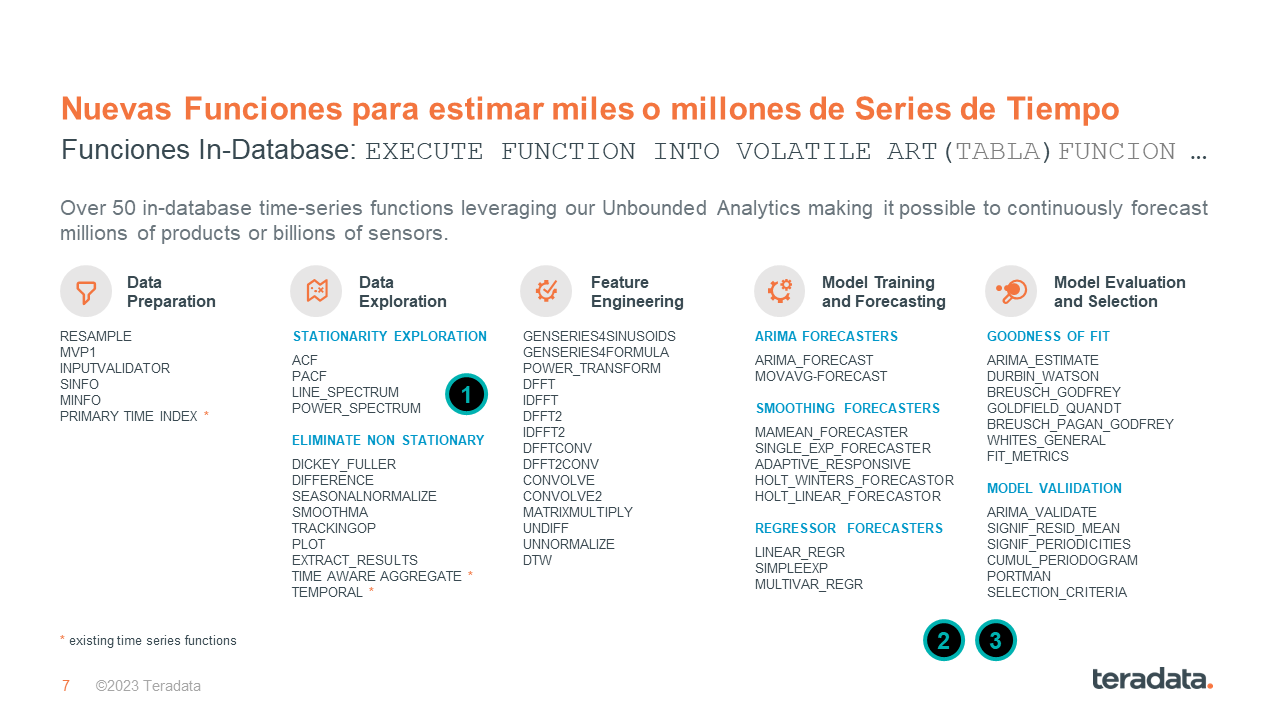 Nuevas Funciones para estimar miles o millones de Series de Tiempo
Funciones In-Database: EXECUTE FUNCTION INTO VOLATILE ART(TABLA)FUNCION …
Over 50 in-database time-series functions leveraging our Unbounded Analytics making it possible to continuously forecast
millions of products or billions of sensors.
Data
Preparation
RESAMPLE
MVP1
INPUTVALIDATOR
SINFO
MINFO
PRIMARY TIME INDEX *
Data
Exploration
STATIONARITY EXPLORATION
ACF
PACF
LINE_SPECTRUM
POWER_SPECTRUM
1
ELIMINATE NON STATIONARY
DICKEY_FULLER
DIFFERENCE
SEASONALNORMALIZE
SMOOTHMA
TRACKINGOP
PLOT
EXTRACT_RESULTS
TIME AWARE AGGREGATE *
TEMPORAL *
Feature
Engineering
GENSERIES4SINUSOIDS
GENSERIES4FORMULA
POWER_TRANSFORM
DFFT
IDFFT
DFFT2
IDFFT2
DFFTCONV
DFFT2CONV
CONVOLVE
CONVOLVE2
MATRIXMULTIPLY
UNDIFF
UNNORMALIZE
DTW
Model Training
and Forecasting
ARIMA FORECASTERS
ARIMA_FORECAST
MOVAVG-FORECAST
SMOOTHING FORECASTERS
MAMEAN_FORECASTER
SINGLE_EXP_FORECASTER
ADAPTIVE_RESPONSIVE
HOLT_WINTERS_FORECASTOR
HOLT_LINEAR_FORECASTOR
REGRESSOR FORECASTERS
LINEAR_REGR
SIMPLEEXP
MULTIVAR_REGR
Model Evaluation
and Selection
GOODNESS OF FIT
ARIMA_ESTIMATE
DURBIN_WATSON
BREUSCH_GODFREY
GOLDFIELD_QUANDT
BREUSCH_PAGAN_GODFREY
WHITES_GENERAL
FIT_METRICS
MODEL VALIIDATION
ARIMA_VALIDATE
SIGNIF_RESID_MEAN
SIGNIF_PERIODICITIES
CUMUL_PERIODOGRAM
PORTMAN
SELECTION_CRITERIA
* existing time series functions
2
3
7 ©2023 Teradata
teradata.